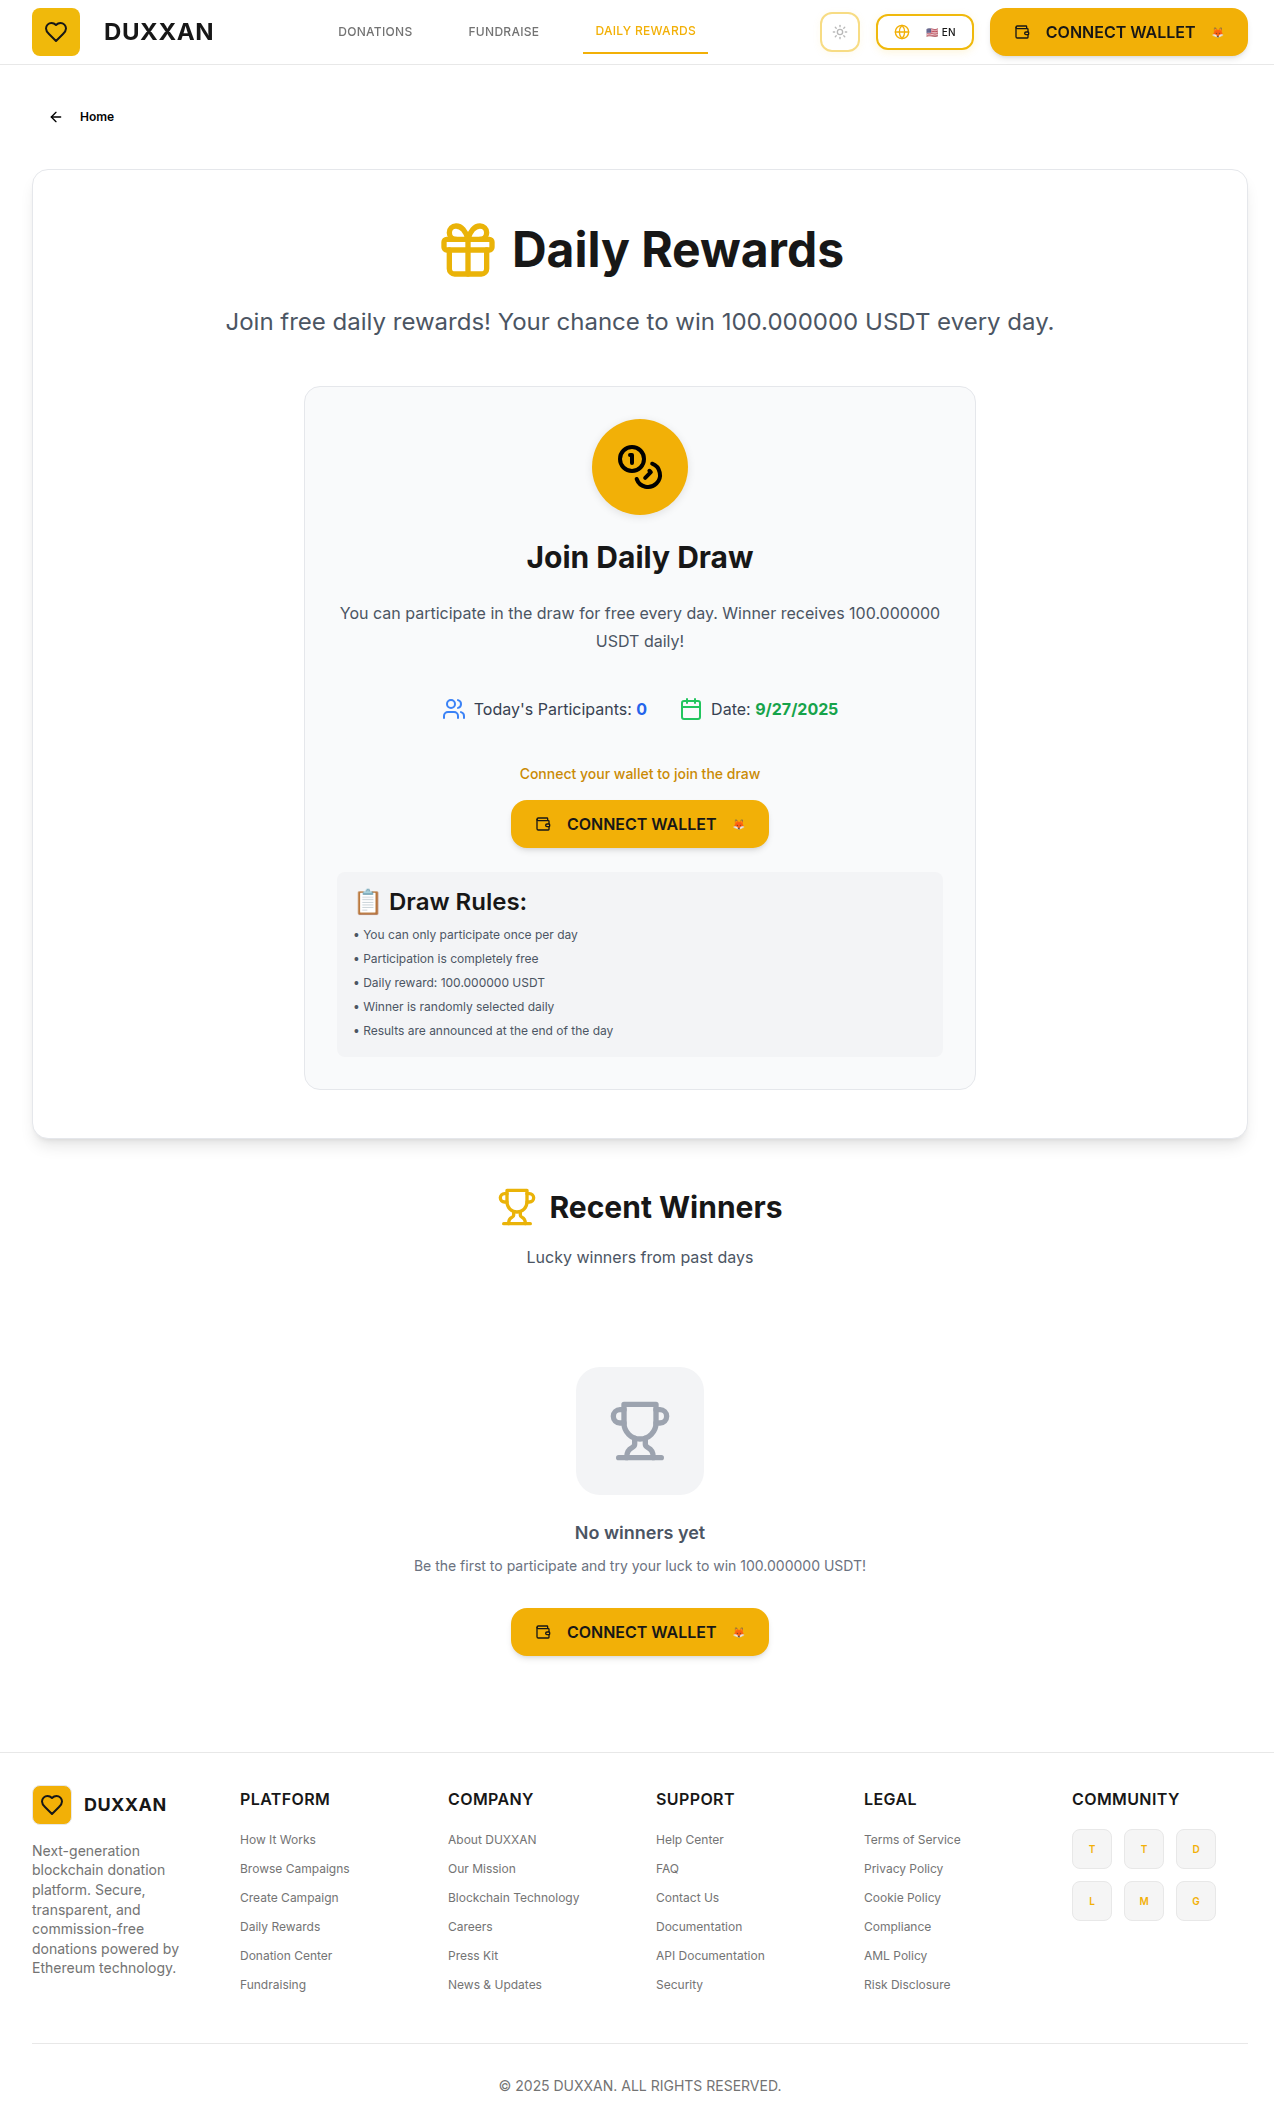 DUXXAN
DONATIONS
FUNDRAISE
DAILY REWARDS
🇺🇸 EN
CONNECT WALLET
Home
Daily Rewards
Join free daily rewards! Your chance to win 100.000000 USDT every day.
Join Daily Draw
You can participate in the draw for free every day. Winner receives 100.000000
USDT daily!
Today's Participants: 0
Date: 9/27/2025
Connect your wallet to join the draw
CONNECT WALLET
📋 Draw Rules:
• You can only participate once per day
• Participation is completely free
• Daily reward: 100.000000 USDT
• Winner is randomly selected daily
• Results are announced at the end of the day
Recent Winners
Lucky winners from past days
No winners yet
Be the first to participate and try your luck to win 100.000000 USDT!
CONNECT WALLET
DUXXAN
Next-generation
blockchain donation
platform. Secure,
transparent, and
commission-free
donations powered by
Ethereum technology.
PLATFORM
How It Works
Browse Campaigns
Create Campaign
Daily Rewards
Donation Center
Fundraising
COMPANY
About DUXXAN
Our Mission
Blockchain Technology
Careers
Press Kit
News & Updates
SUPPORT
Help Center
FAQ
Contact Us
Documentation
API Documentation
Security
LEGAL
Terms of Service
Privacy Policy
Cookie Policy
Compliance
AML Policy
Risk Disclosure
COMMUNITY
T T D
L M G
© 2025 DUXXAN. ALL RIGHTS RESERVED.